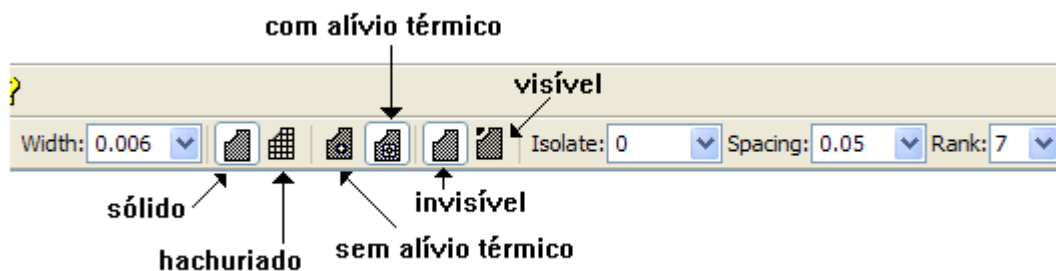 com alívio térmico
visível
Width: 0.006 Isolate: 0 Spacing: 0.05 Rank: 7
sólido
invisível
hachuriado
sem alívio térmico